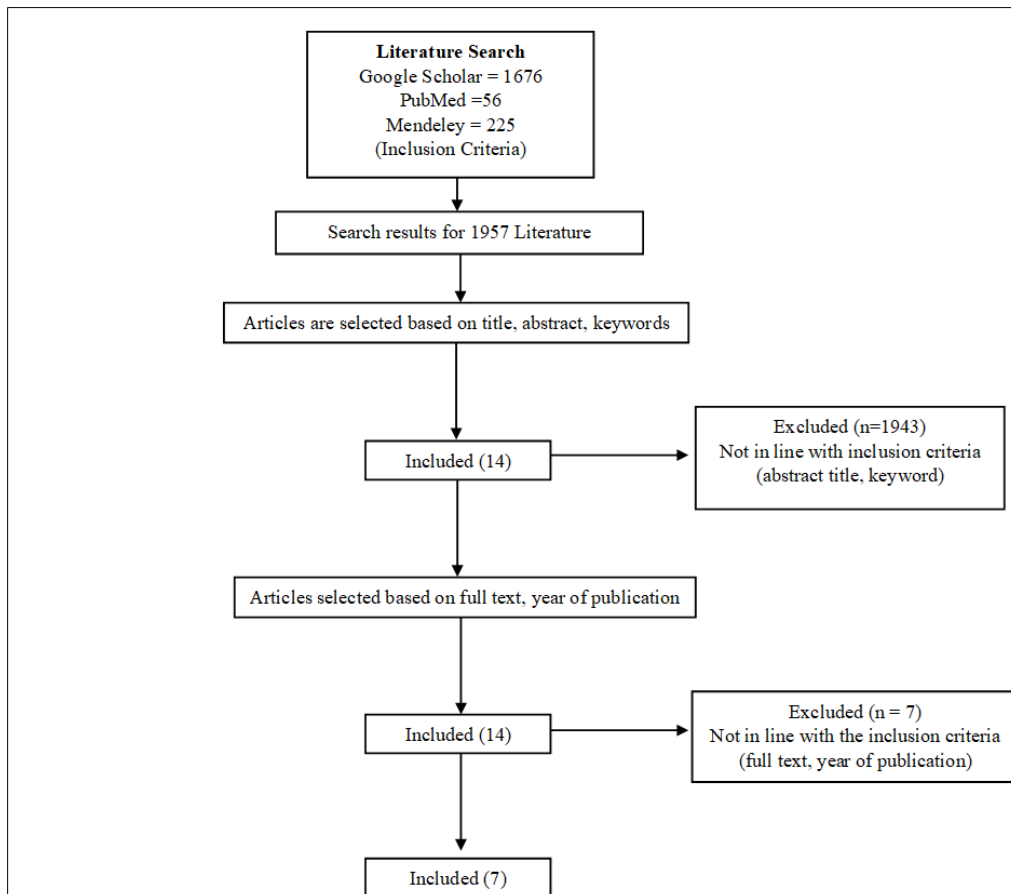 Literature Search
Google Scholar = 1676
PubMed =56
Mendeley = 225
(Inclusion Criteria)
Search results for 1957 Literature
Articles are selected based on title, abstract, keywords
Excluded (n=1943)
Not in line with inclusion criteria
(abstract title, keyword)
Included (14)
Articles selected based on full text, year of publication
Excluded (n = 7)
Not in line with the inclusion criteria
(full text, year of publication)
Included (14)
Included (7)